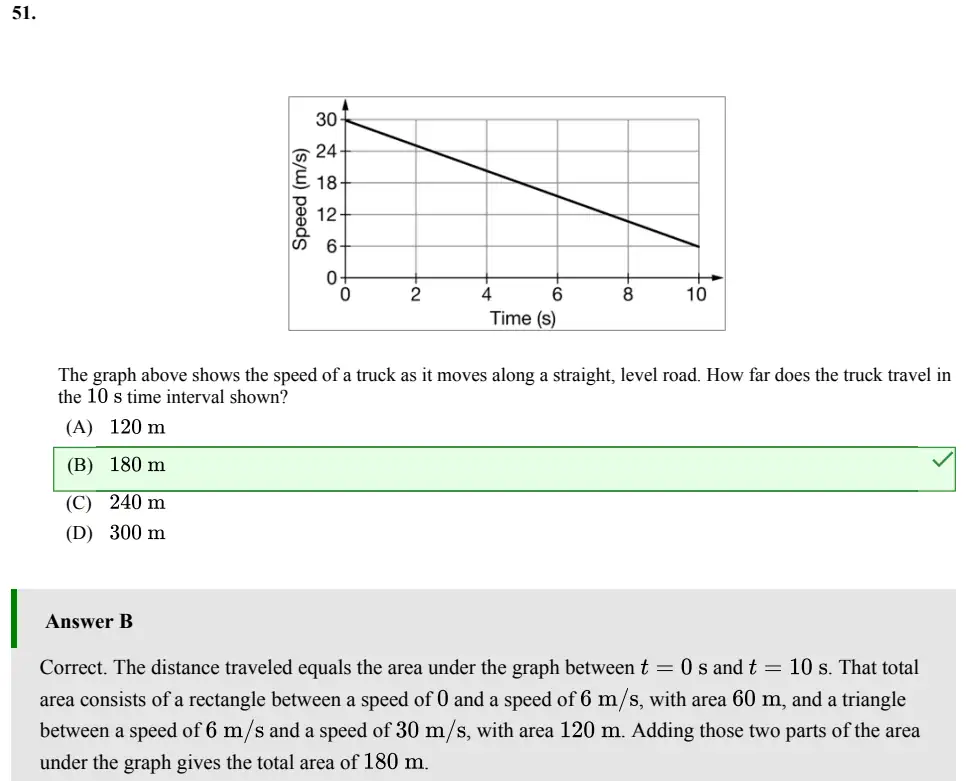 51.
30
24
18
12
6
0
Speed (m/s)
0 2 4 6 8 10
Time (s)
The graph above shows the speed of a truck as it moves along a straight, level road. How far does the truck travel in
the 10 s time interval shown?
(A) 120 m
(B) 180 m
(C) 240 m
(D) 300 m
Answer B
Correct. The distance traveled equals the area under the graph between t = 0 s and t = 10 s. That total
area consists of a rectangle between a speed of 0 and a speed of 6 m/s, with area 60 m, and a triangle
between a speed of 6 m/s and a speed of 30 m/s, with area 120 m. Adding those two parts of the area
under the graph gives the total area of 180 m.